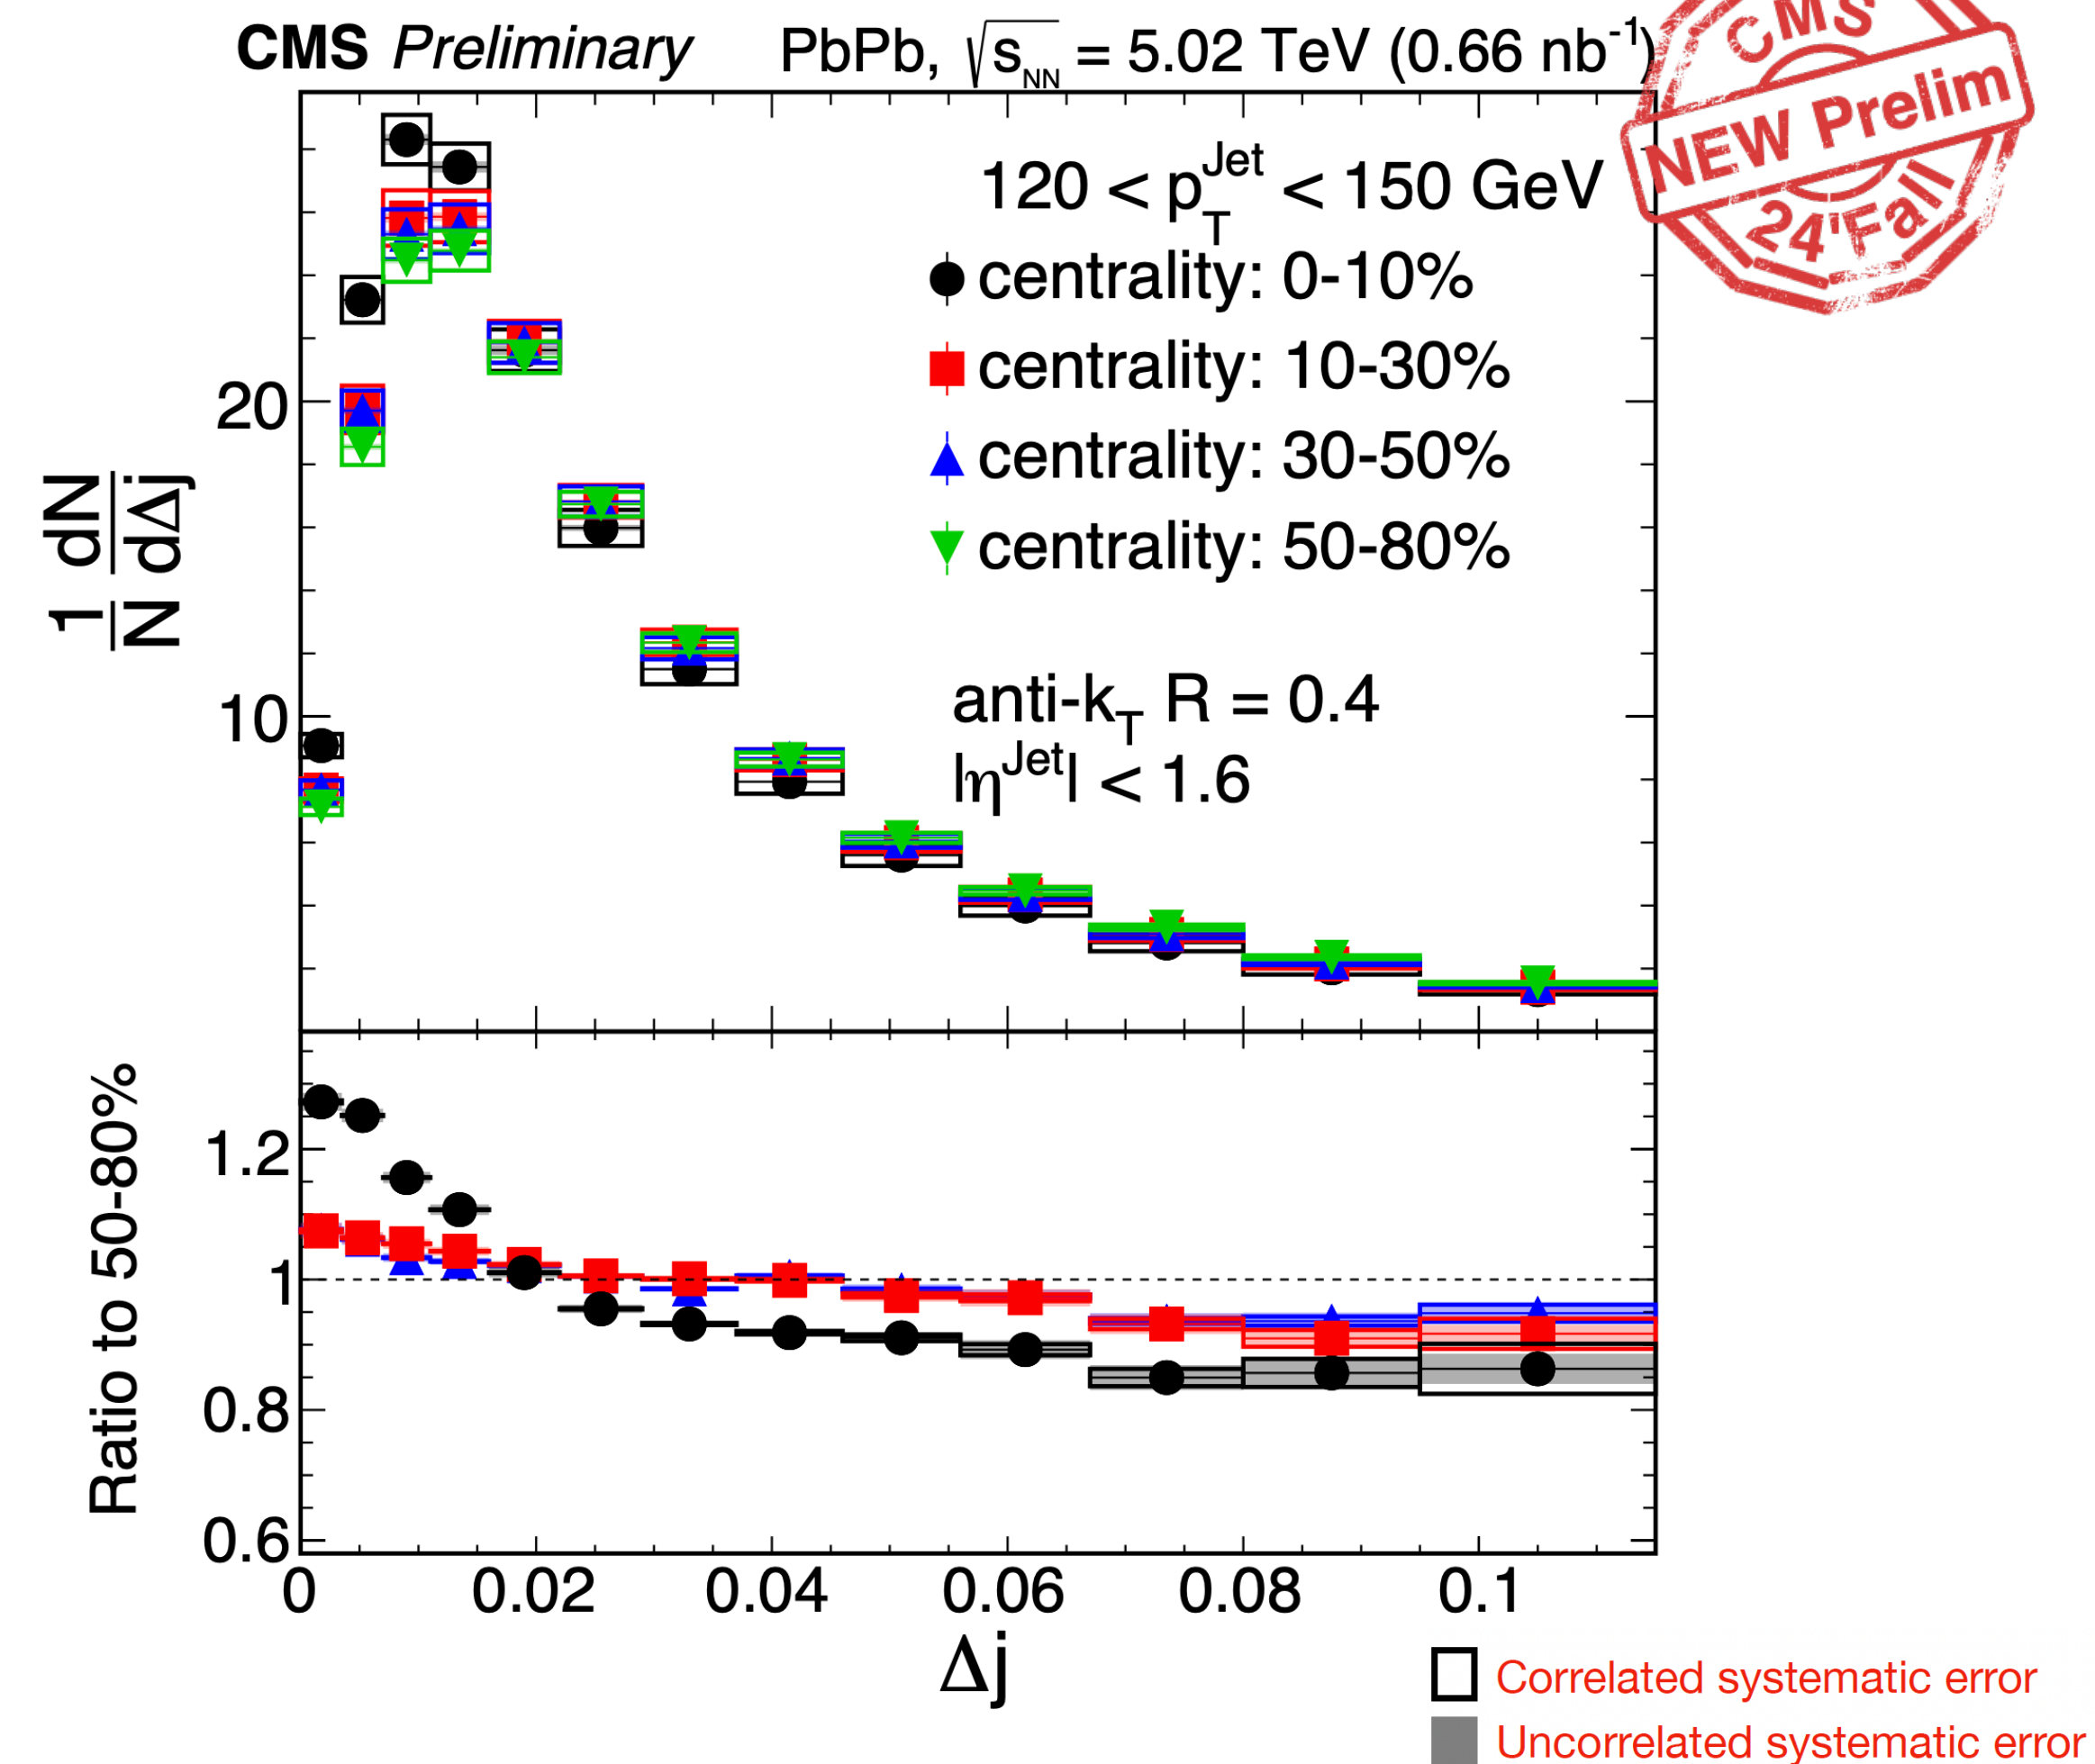 CMS Preliminary PbPb, √s_NN = 5.02 TeV (0.66 nb⁻¹)
CMS
NEW Prelim
24'Fall
120 < p_T^Jet < 150 GeV
centrality: 0-10%
centrality: 10-30%
centrality: 30-50%
centrality: 50-80%
anti-k_T R = 0.4
|η^Jet| < 1.6
1/N dN/dΔj
20
10
Ratio to 50-80%
1.2
1
0.8
0.6
0 0.02 0.04 0.06 0.08 0.1
Δj
Correlated systematic error
Uncorrelated systematic error